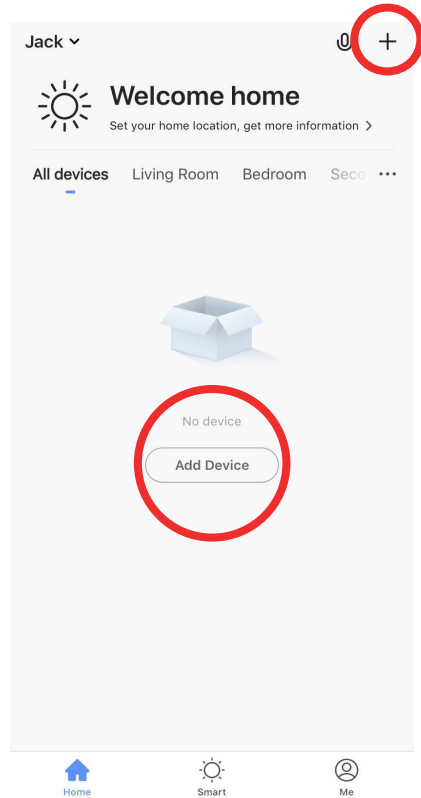 Jack
Welcome home
Set your home location, get more information >
All devices Living Room Bedroom Seco ...
No device
Add Device
Home Smart Me